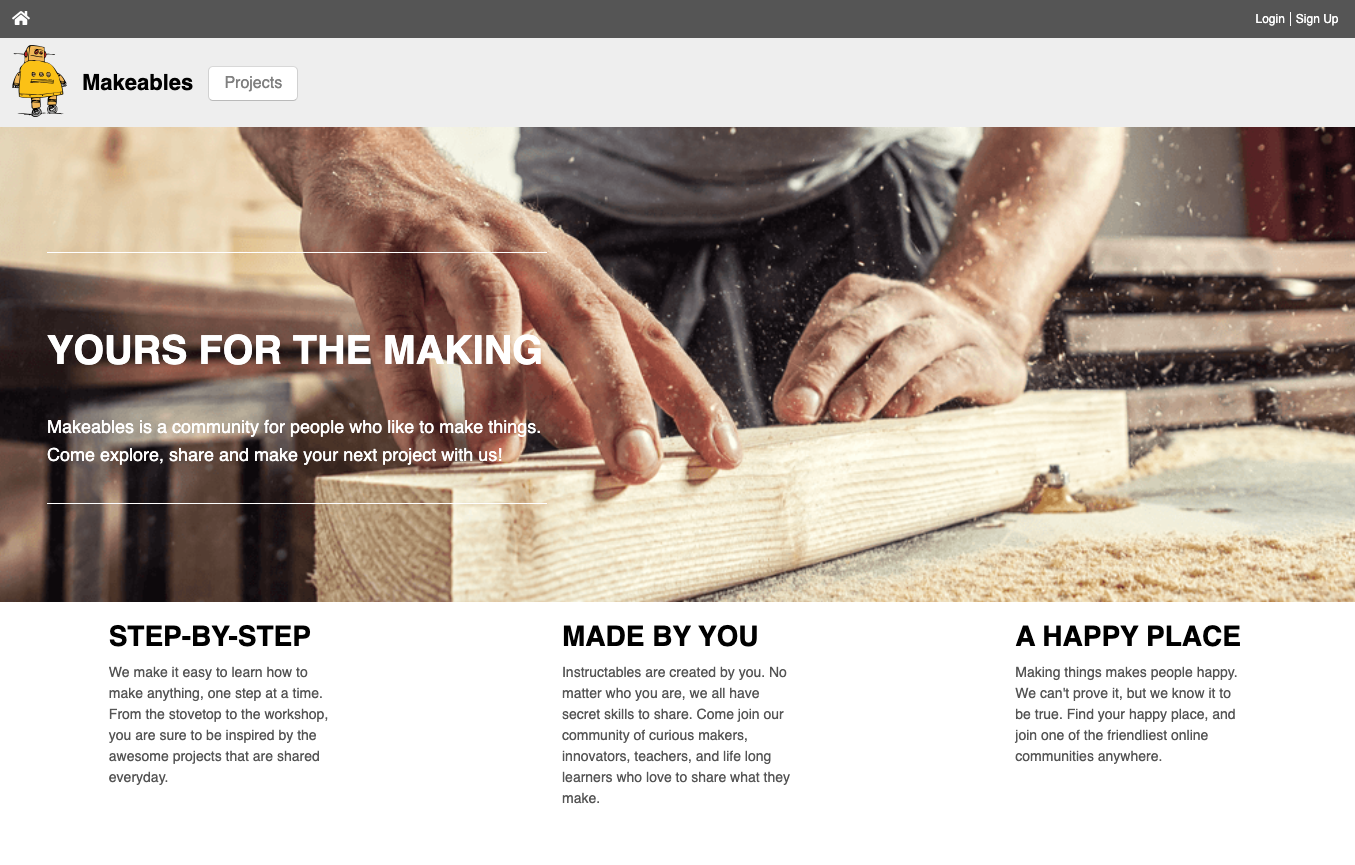 Login | Sign Up
Makeables
Projects
YOURS FOR THE MAKING
Makeables is a community for people who like to make things.
Come explore, share and make your next project with us!
STEP-BY-STEP
We make it easy to learn how to
make anything, one step at a time.
From the stovetop to the workshop,
you are sure to be inspired by the
awesome projects that are shared
everyday.
MADE BY YOU
Instructables are created by you. No
matter who you are, we all have
secret skills to share. Come join our
community of curious makers,
innovators, teachers, and life long
learners who love to share what they
make.
A HAPPY PLACE
Making things makes people happy.
We can't prove it, but we know it to
be true. Find your happy place, and
join one of the friendliest online
communities anywhere.